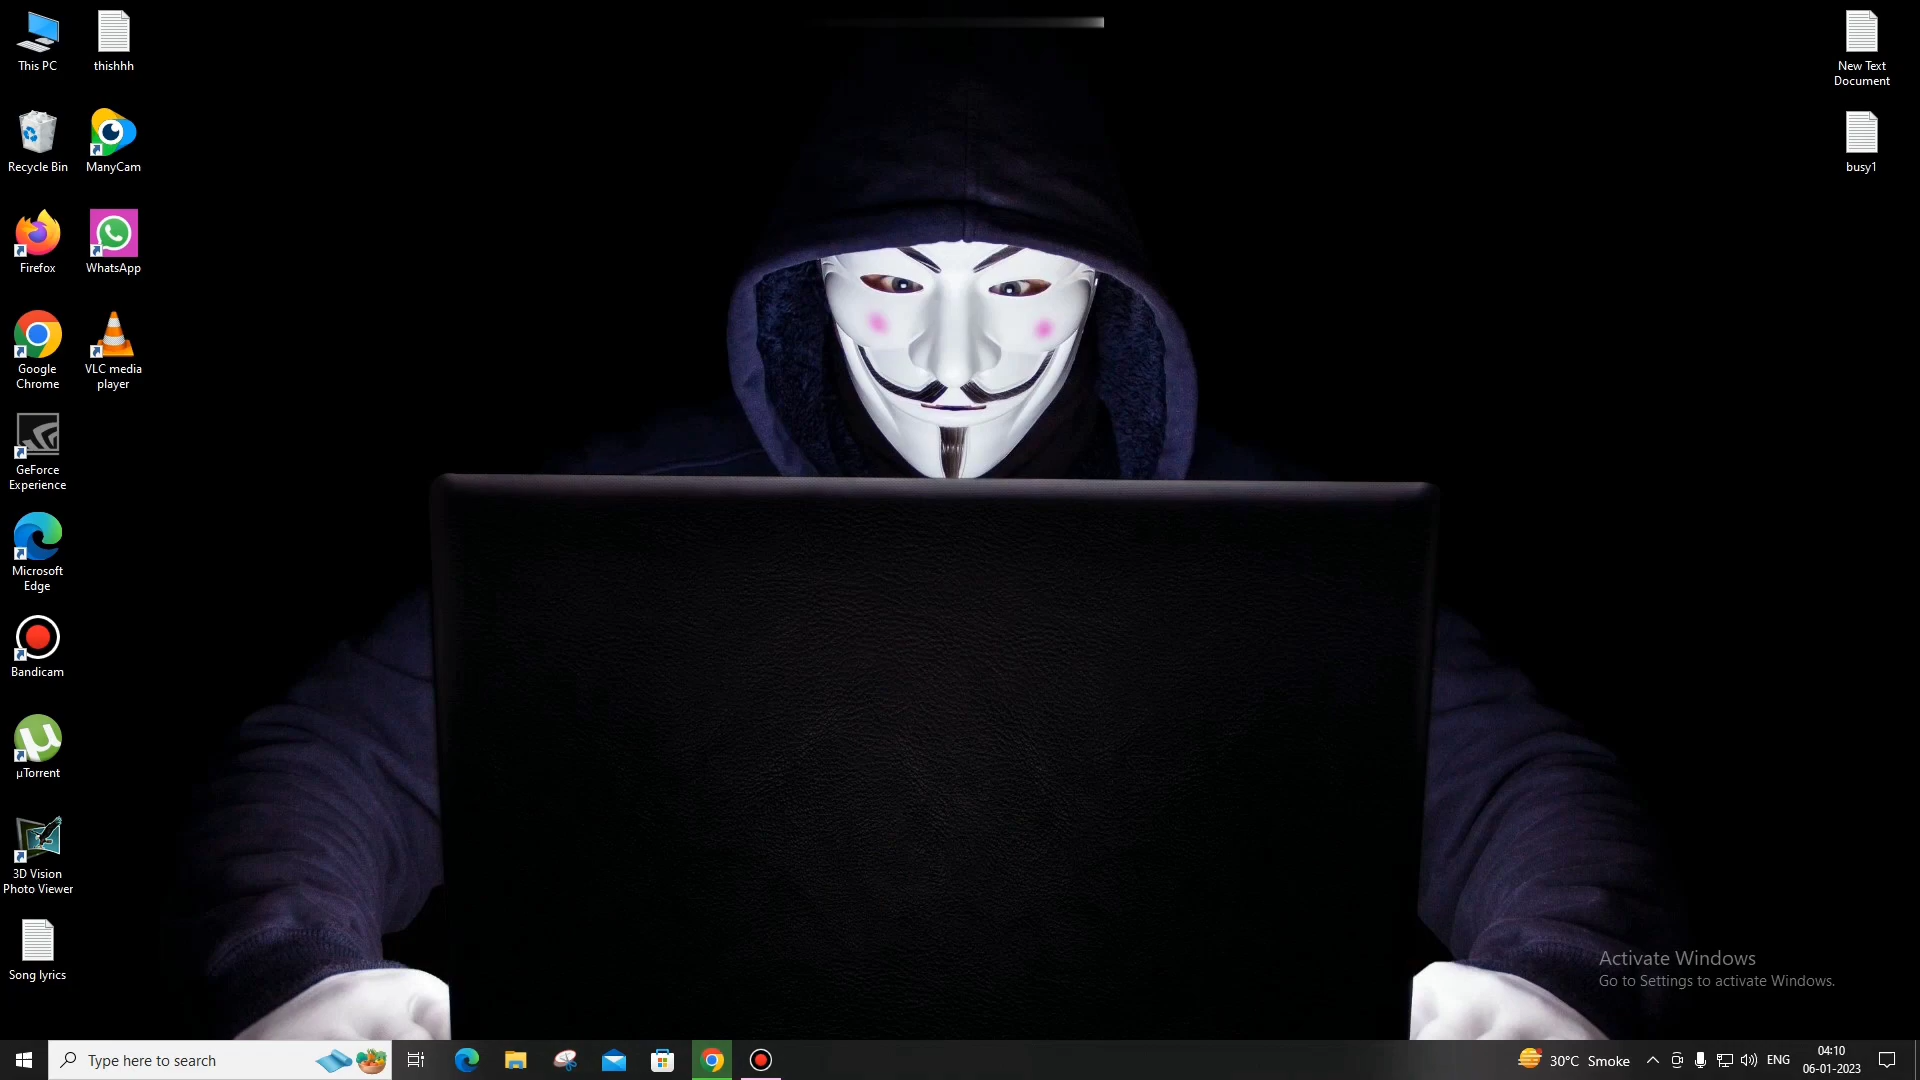 This PC
thishhh
Recycle Bin
ManyCam
Firefox
WhatsApp
Google
Chrome
VLC media
player
GeForce
Experience
Microsoft
Edge
Bandicam
µTorrent
3D Vision
Photo Viewer
Song lyrics
New Text
Document
busy1
Activate Windows
Go to Settings to activate Windows.
Type here to search
30°C Smoke
ENG
04:10
06-01-2023